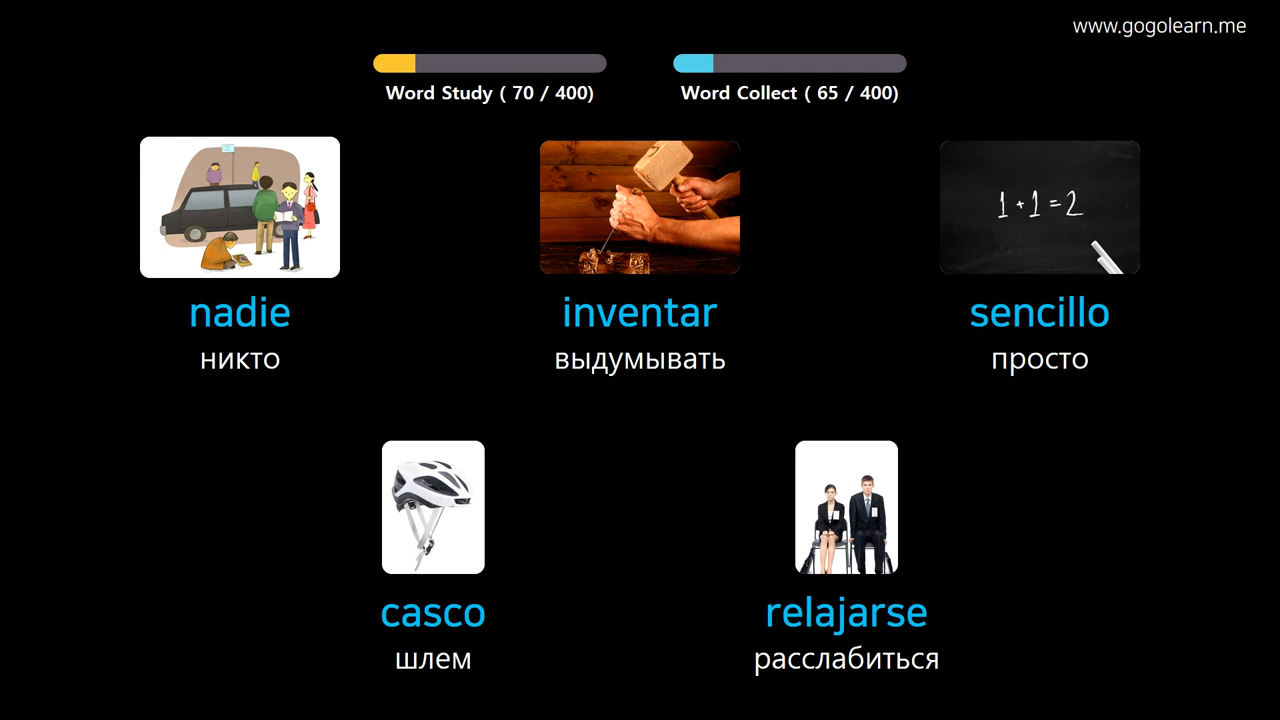 www.gogolearn.me
Word Study ( 70 / 400)
Word Collect ( 65 / 400)
1+1=2
nadie
inventar
sencillo
никто
выдумывать
просто
casco
relajarse
шлем
расслабиться